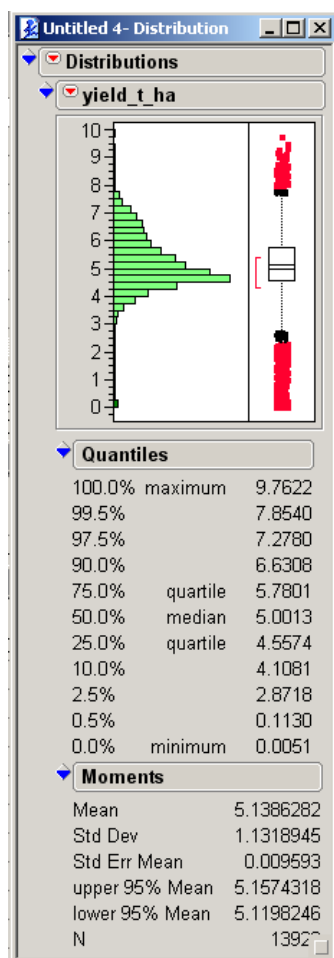 Untitled 4- Distribution
Distributions
yield_t_ha
10
9
8
7
6
5
4
3
2
1
0
Quantiles
100.0% maximum 9.7622
99.5% 7.8540
97.5% 7.2780
90.0% 6.6308
75.0% quartile 5.7801
50.0% median 5.0013
25.0% quartile 4.5574
10.0% 4.1081
2.5% 2.8718
0.5% 0.1130
0.0% minimum 0.0051
Moments
Mean 5.1386282
Std Dev 1.1318945
Std Err Mean 0.009593
upper 95% Mean 5.1574318
lower 95% Mean 5.1198246
N